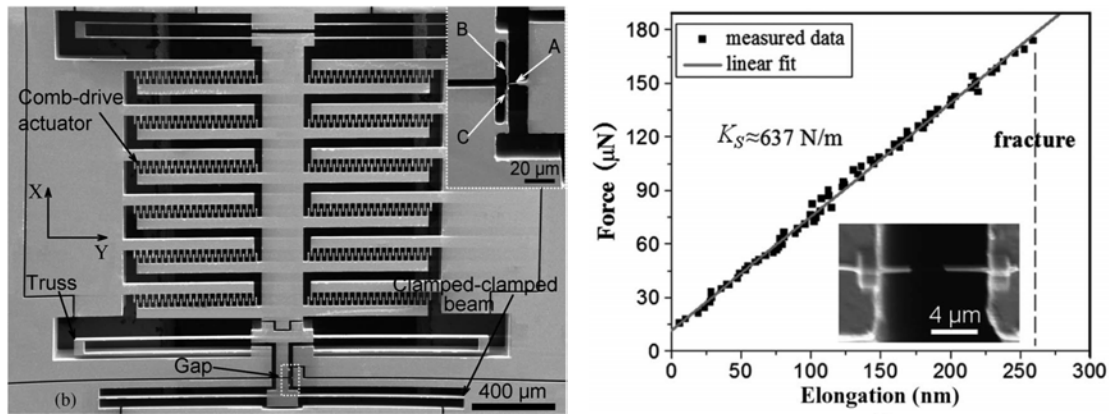 B
A
C
Comb-drive
actuator
20 µm
X
Y
Truss
Clamped-clamped
beam
Gap
(b)
400 µm
Force (µN)
180
150
120
90
60
30
0
measured data
linear fit
K_S≈637 N/m
fracture
4 µm
0
50
100
150
200
250
300
Elongation (nm)